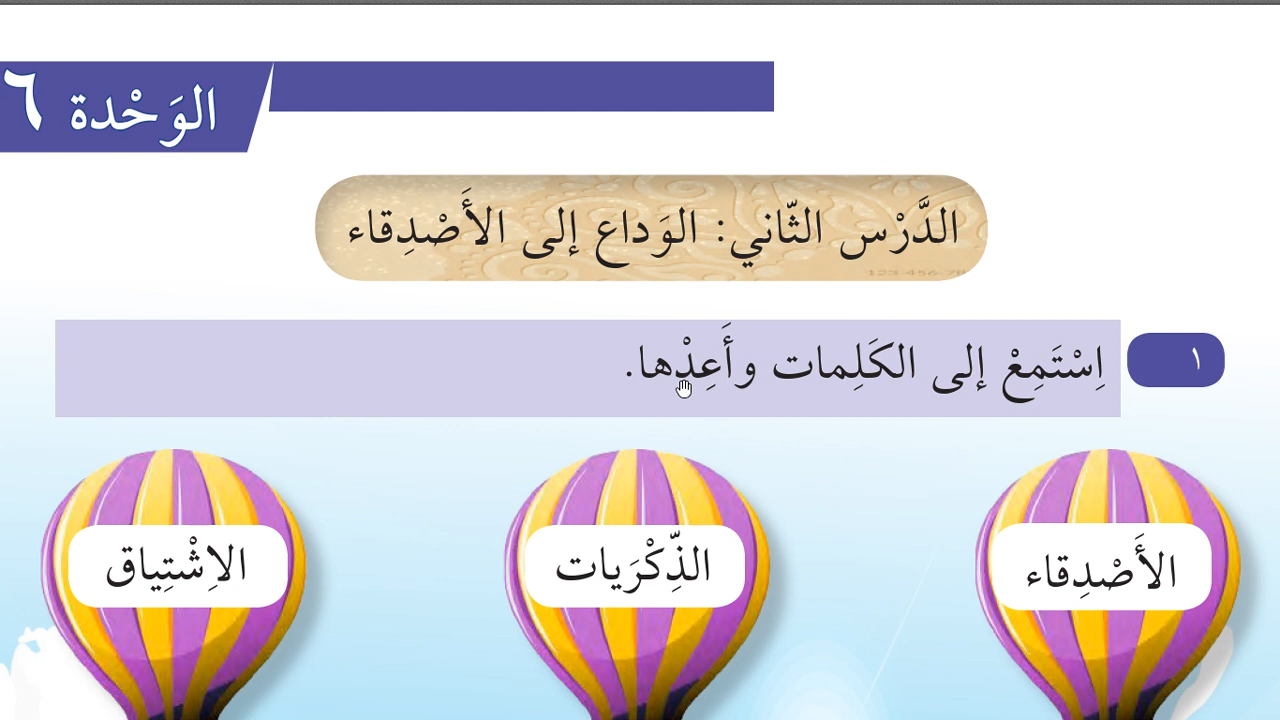 الوَحْدة ٦
الدَّرْس الثّاني: الوَداع إلى الأَصْدِقاء
١ اِسْتَمِعْ إلى الكَلِمات وأَعِدْها.
الأَصْدِقاء الذِّكْرَيات الاِشْتِياق